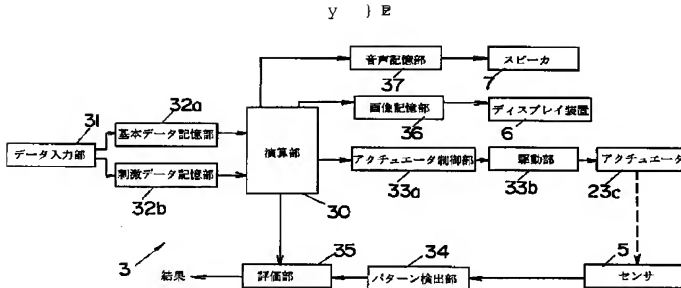 音声記憶部
スピーカ
37
7
31
32a
基本データ記憶部
画像記憶部
ディスプレイ装置
36
6
データ入力部
演算部
刺激データ記憶部
アクチュエータ制御部
駆動部
アクチュエータ
32b
33a
33b
23c
30
3
35
34
5
結果
評価部
パターン検出部
センサ